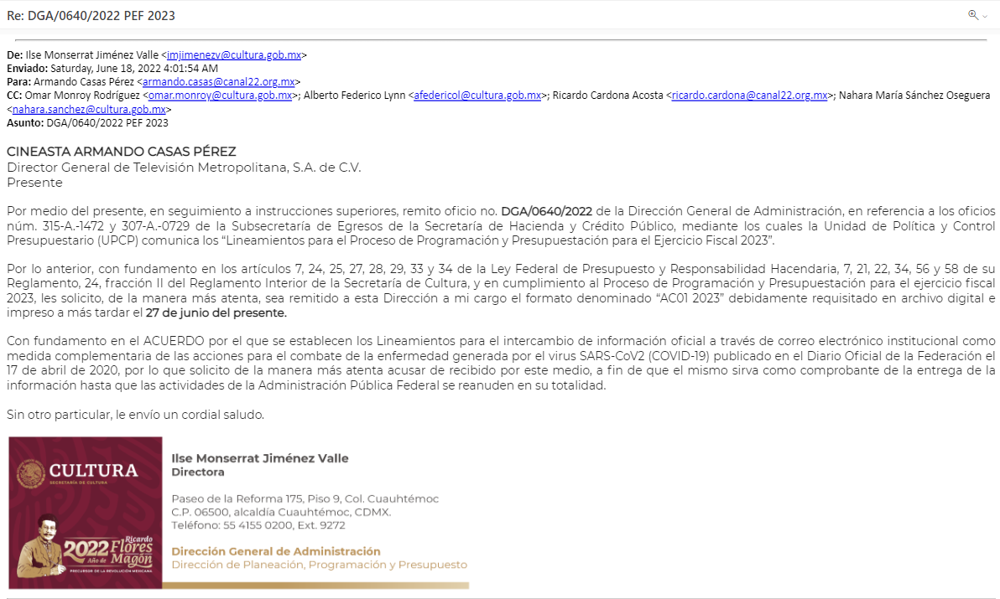 Re: DGA/0640/2022 PEF 2023
De: Ilse Monserrat Jiménez Valle <imjimenezv@cultura.gob.mx>
Enviado: Saturday, June 18, 2022 4:01:54 AM
Para: Armando Casas Pérez <armando.casas@canal22.org.mx>
CC: Omar Monroy Rodríguez <omar.monroy@cultura.gob.mx>; Alberto Federico Lynn <afedericol@cultura.gob.mx>; Ricardo Cardona Acosta <ricardo.cardona@canal22.org.mx>; Nahara María Sánchez Oseguera
<nahara.sanchez@cultura.gob.mx>
Asunto: DGA/0640/2022 PEF 2023
CINEASTA ARMANDO CASAS PÉREZ
Director General de Televisión Metropolitana, S.A. de C.V.
Presente
Por medio del presente, en seguimiento a instrucciones superiores, remito oficio no. DGA/0640/2022 de la Dirección General de Administración, en referencia a los oficios
núm. 315-A.-1472 y 307-A.-0729 de la Subsecretaría de Egresos de la Secretaría de Hacienda y Crédito Público, mediante los cuales la Unidad de Política y Control
Presupuestario (UPCP) comunica los “Lineamientos para el Proceso de Programación y Presupuestación para el Ejercicio Fiscal 2023”.
Por lo anterior, con fundamento en los artículos 7, 24, 25, 27, 28, 29, 33 y 34 de la Ley Federal de Presupuesto y Responsabilidad Hacendaria, 7, 21, 22, 34, 56 y 58 de su
Reglamento, 24, fracción II del Reglamento Interior de la Secretaría de Cultura, y en cumplimiento al Proceso de Programación y Presupuestación para el ejercicio fiscal
2023, les solicito, de la manera más atenta, sea remitido a esta Dirección a mi cargo el formato denominado “AC01 2023” debidamente requisitado en archivo digital e
impreso a más tardar el 27 de junio del presente.
Con fundamento en el ACUERDO por el que se establecen los Lineamientos para el intercambio de información oficial a través de correo electrónico institucional como
medida complementaria de las acciones para el combate de la enfermedad generada por el virus SARS-CoV2 (COVID-19) publicado en el Diario Oficial de la Federación el
17 de abril de 2020, por lo que solicito de la manera más atenta acusar de recibido por este medio, a fin de que el mismo sirva como comprobante de la entrega de la
información hasta que las actividades de la Administración Pública Federal se reanuden en su totalidad.
Sin otro particular, le envío un cordial saludo.
CULTURA
SECRETARÍA DE CULTURA
2022 Ricardo
Flores
Año de Magón
PRECURSOR DE LA REVOLUCIÓN MEXICANA
Ilse Monserrat Jiménez Valle
Directora
Paseo de la Reforma 175, Piso 9, Col. Cuauhtémoc
C.P. 06500, alcaldía Cuauhtémoc, CDMX.
Teléfono: 55 4155 0200, Ext. 9272
Dirección General de Administración
Dirección de Planeación, Programación y Presupuesto